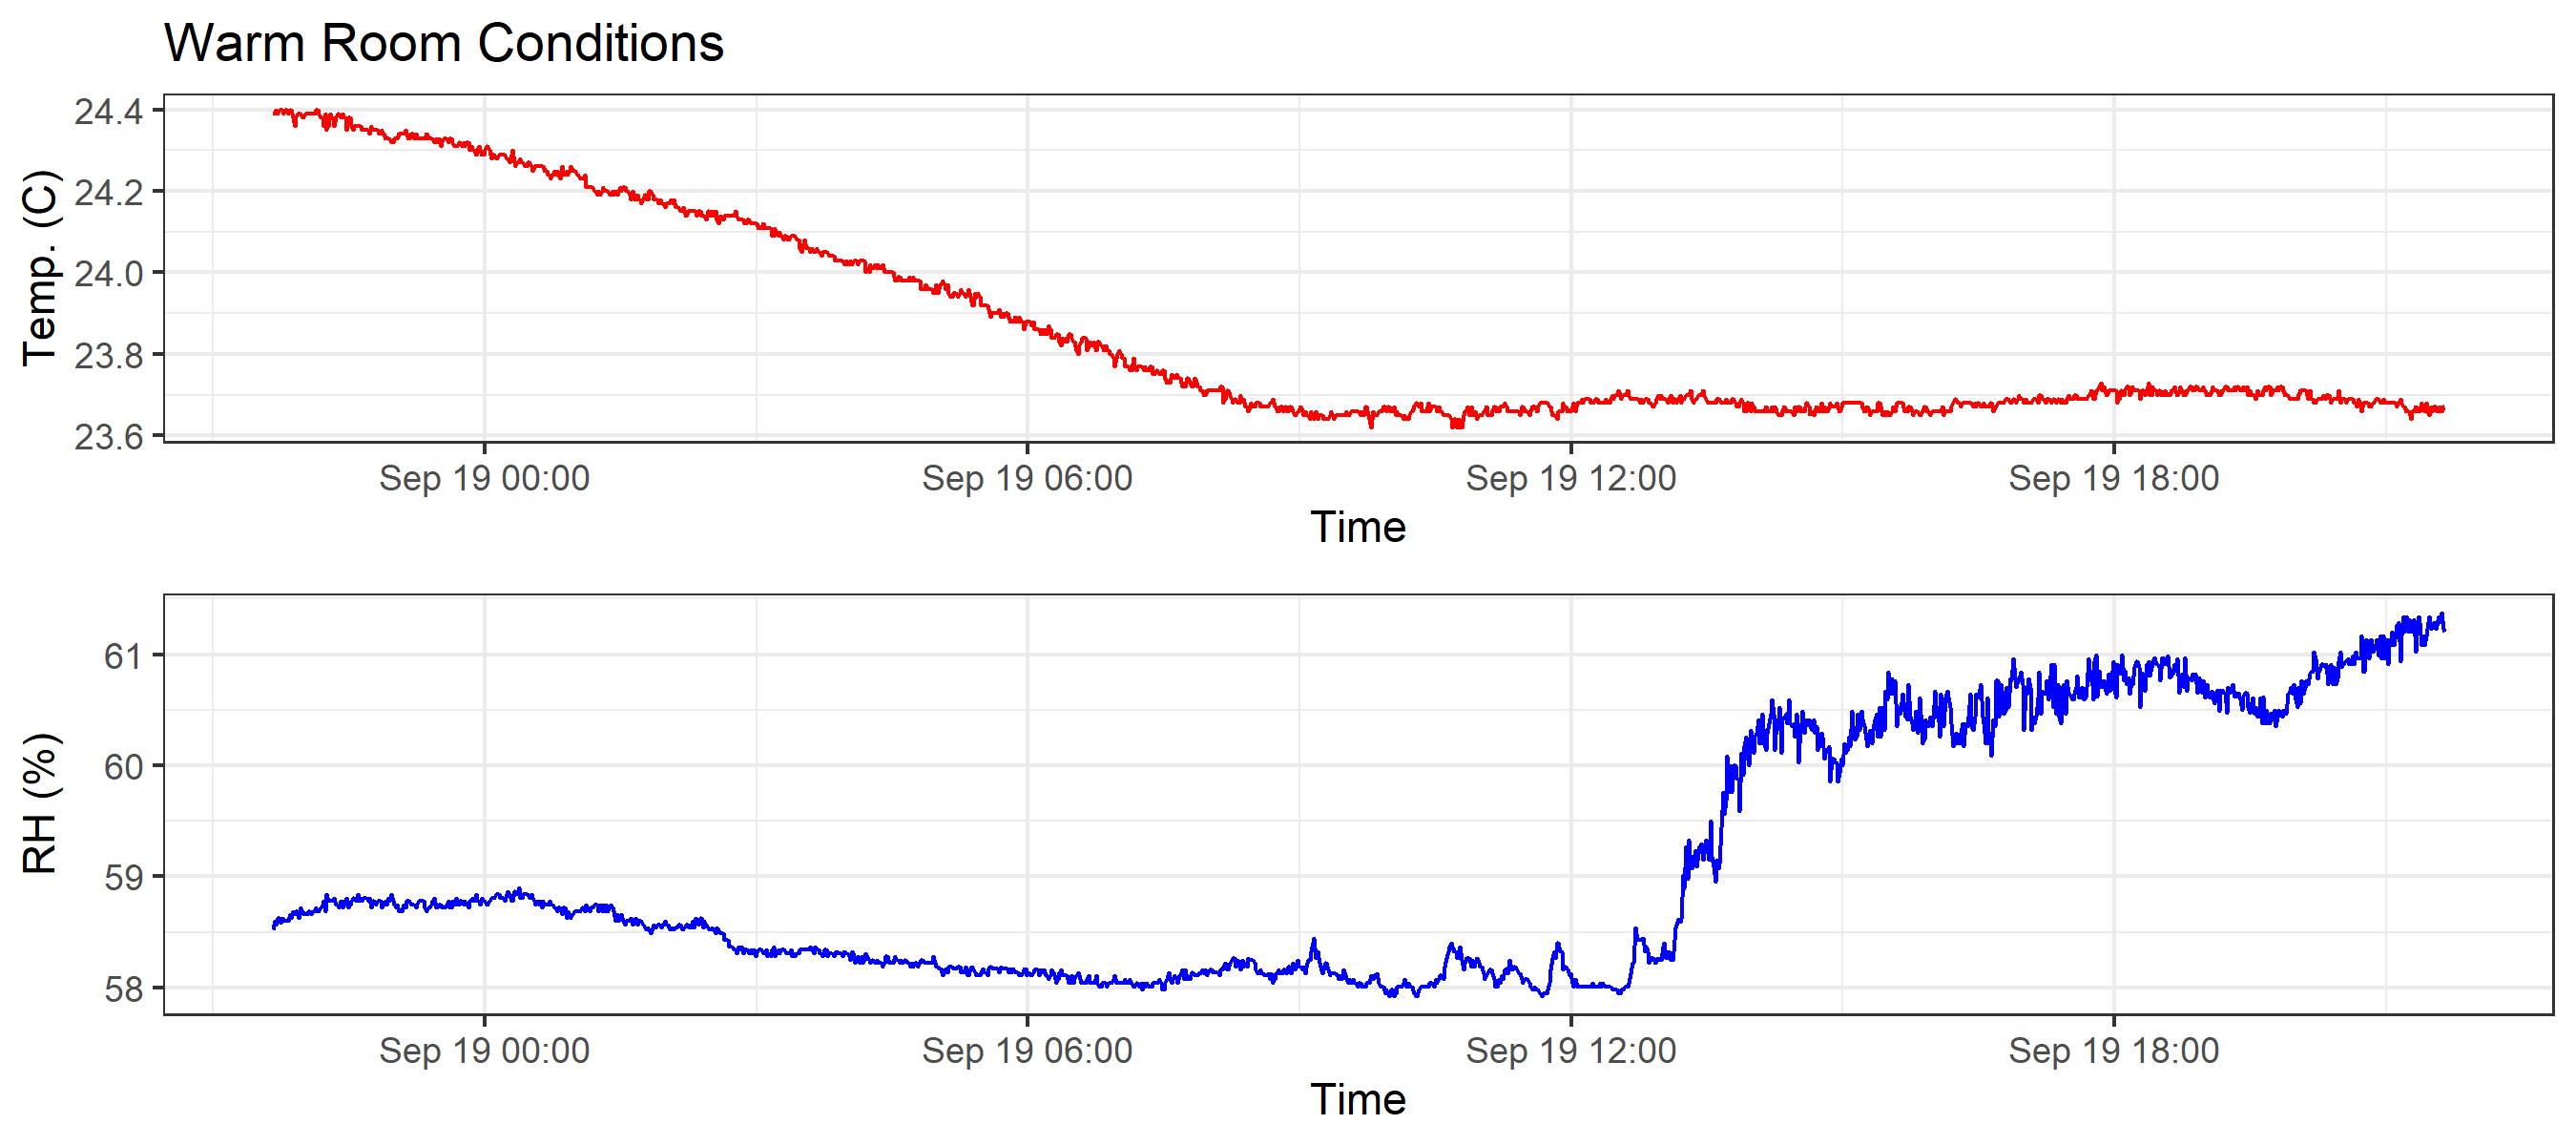 Warm Room Conditions
Temp. (C)
24.4
24.2
24.0
23.8
23.6
Sep 19 00:00 Sep 19 06:00 Sep 19 12:00 Sep 19 18:00
Time
RH (%)
61
60
59
58
Sep 19 00:00 Sep 19 06:00 Sep 19 12:00 Sep 19 18:00
Time